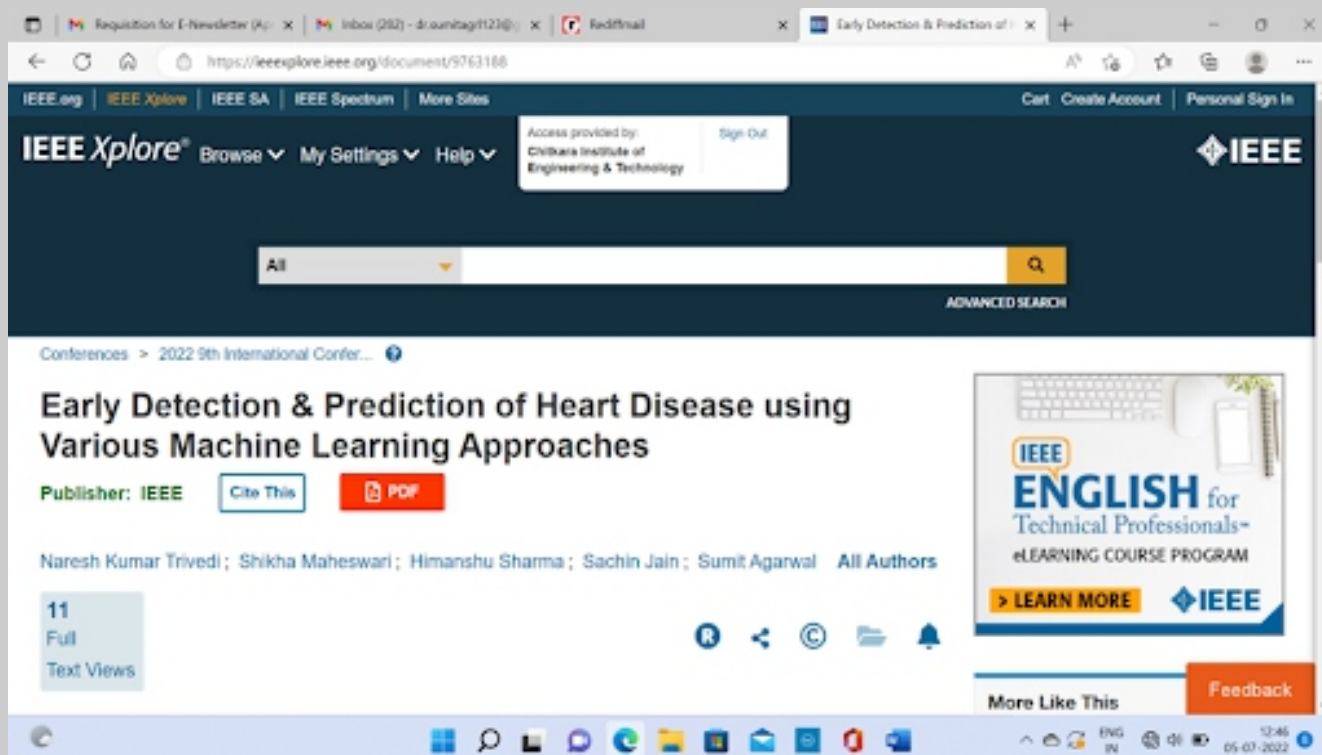 Requisition for E-Newsletter (Ap
Inbox (282) - dr.sumitagrl123@g
Rediffmail
Early Detection & Prediction of H
https://ieeexplore.ieee.org/document/9763188
IEEE.org IEEE Xplore IEEE SA IEEE Spectrum More Sites
Cart Create Account Personal Sign In
IEEE Xplore® Browse My Settings Help
Access provided by:
Chitkara Institute of
Engineering & Technology
Sign Out
IEEE
All
ADVANCED SEARCH
Conferences > 2022 9th International Confer...
Early Detection & Prediction of Heart Disease using
Various Machine Learning Approaches
Publisher: IEEE Cite This PDF
Naresh Kumar Trivedi ; Shikha Maheswari ; Himanshu Sharma ; Sachin Jain ; Sumit Agarwal All Authors
11
Full
Text Views
R
©
IEEE
ENGLISH for
Technical Professionals
eLEARNING COURSE PROGRAM
> LEARN MORE IEEE
More Like This
Feedback
ENG
IN
12:46
05-07-2022